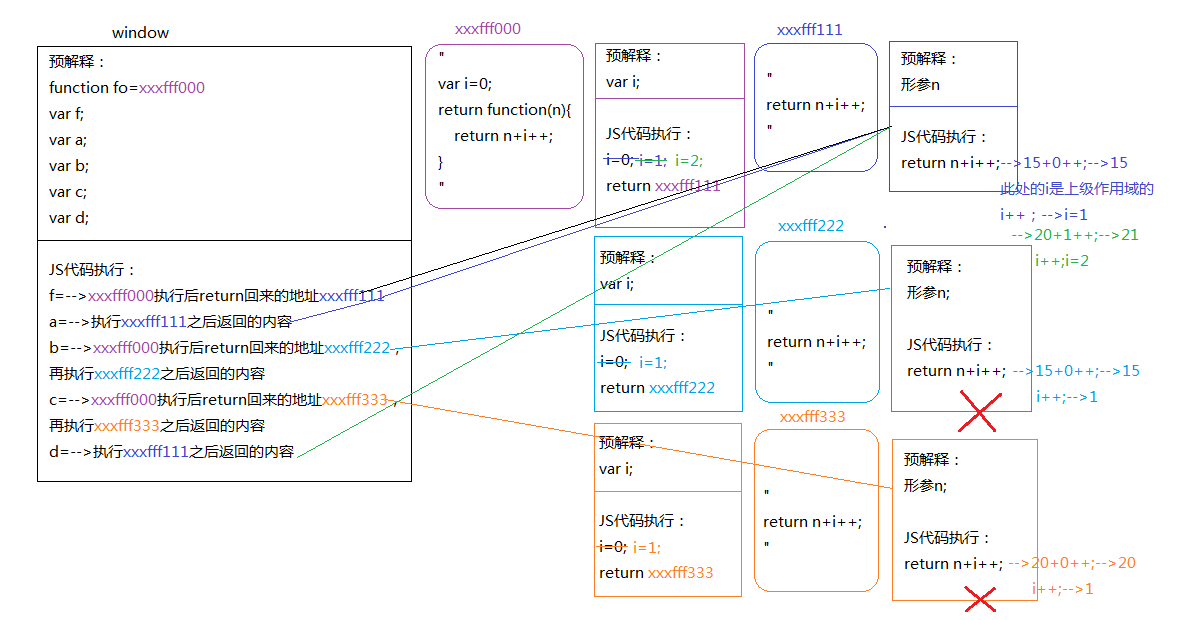 window
预解释：
function fo=xxxfff000
var f;
var a;
var b;
var c;
var d;
JS代码执行：
f=-->xxxfff000执行后return回来的地址xxxfff111
a=-->执行xxxfff111之后返回的内容
b=-->xxxfff000执行后return回来的地址xxxfff222，
再执行xxxfff222之后返回的内容
c=-->xxxfff000执行后return回来的地址xxxfff333，
再执行xxxfff333之后返回的内容
d=-->执行xxxfff111之后返回的内容
xxxfff000
"
var i=0;
return function(n){
return n+i++;
}
"
预解释：
var i;
JS代码执行：
i=0; i=1; i=2;
return xxxfff111
xxxfff111
"
return n+i++;
"
预解释：
形参n
JS代码执行：
return n+i++;-->15+0++;-->15
此处的i是上级作用域的
i++；-->i=1
-->20+1++;-->21
i++;i=2
预解释：
var i;
JS代码执行：
i=0; i=1;
return xxxfff222
xxxfff222
"
return n+i++;
"
预解释：
形参n;
JS代码执行：
return n+i++; -->15+0++;-->15
i++;-->1
预解释：
var i;
JS代码执行：
i=0; i=1;
return xxxfff333
xxxfff333
"
return n+i++;
"
预解释：
形参n;
JS代码执行：
return n+i++; -->20+0++;-->20
i++;-->1